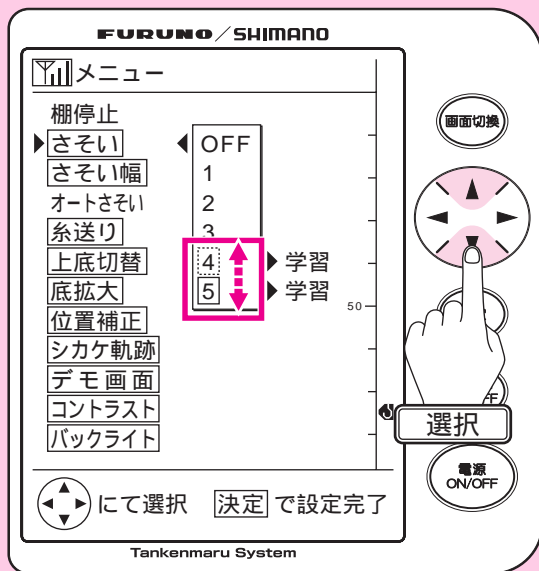 FURUNO/SHIMANO
メニュー
画面切換
棚停止
さそい
さそい幅
オートさそい
糸送り
上底切替
底拡大
位置補正
シカケ軌跡
デモ画面
コントラスト
バックライト
OFF
1
2
3
4 学習
5 学習
50
選択
電源
ON/OFF
にて選択 決定 で設定完了
Tankenmaru System